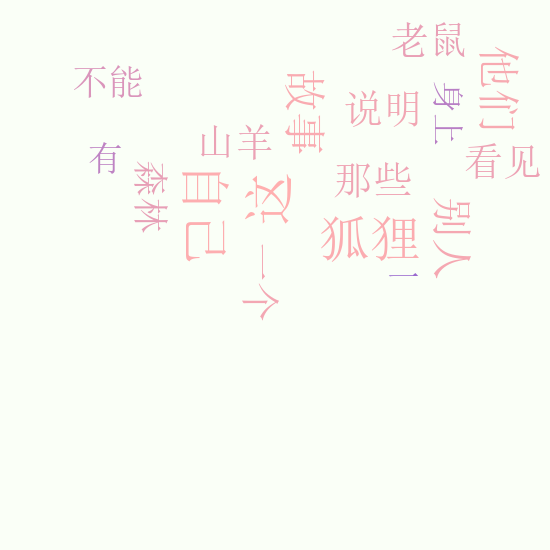 老鼠
他们
不能
故事
说明
身上
山羊
有
看见
森林
自己
这
那些
别人
狐狸
一个
一